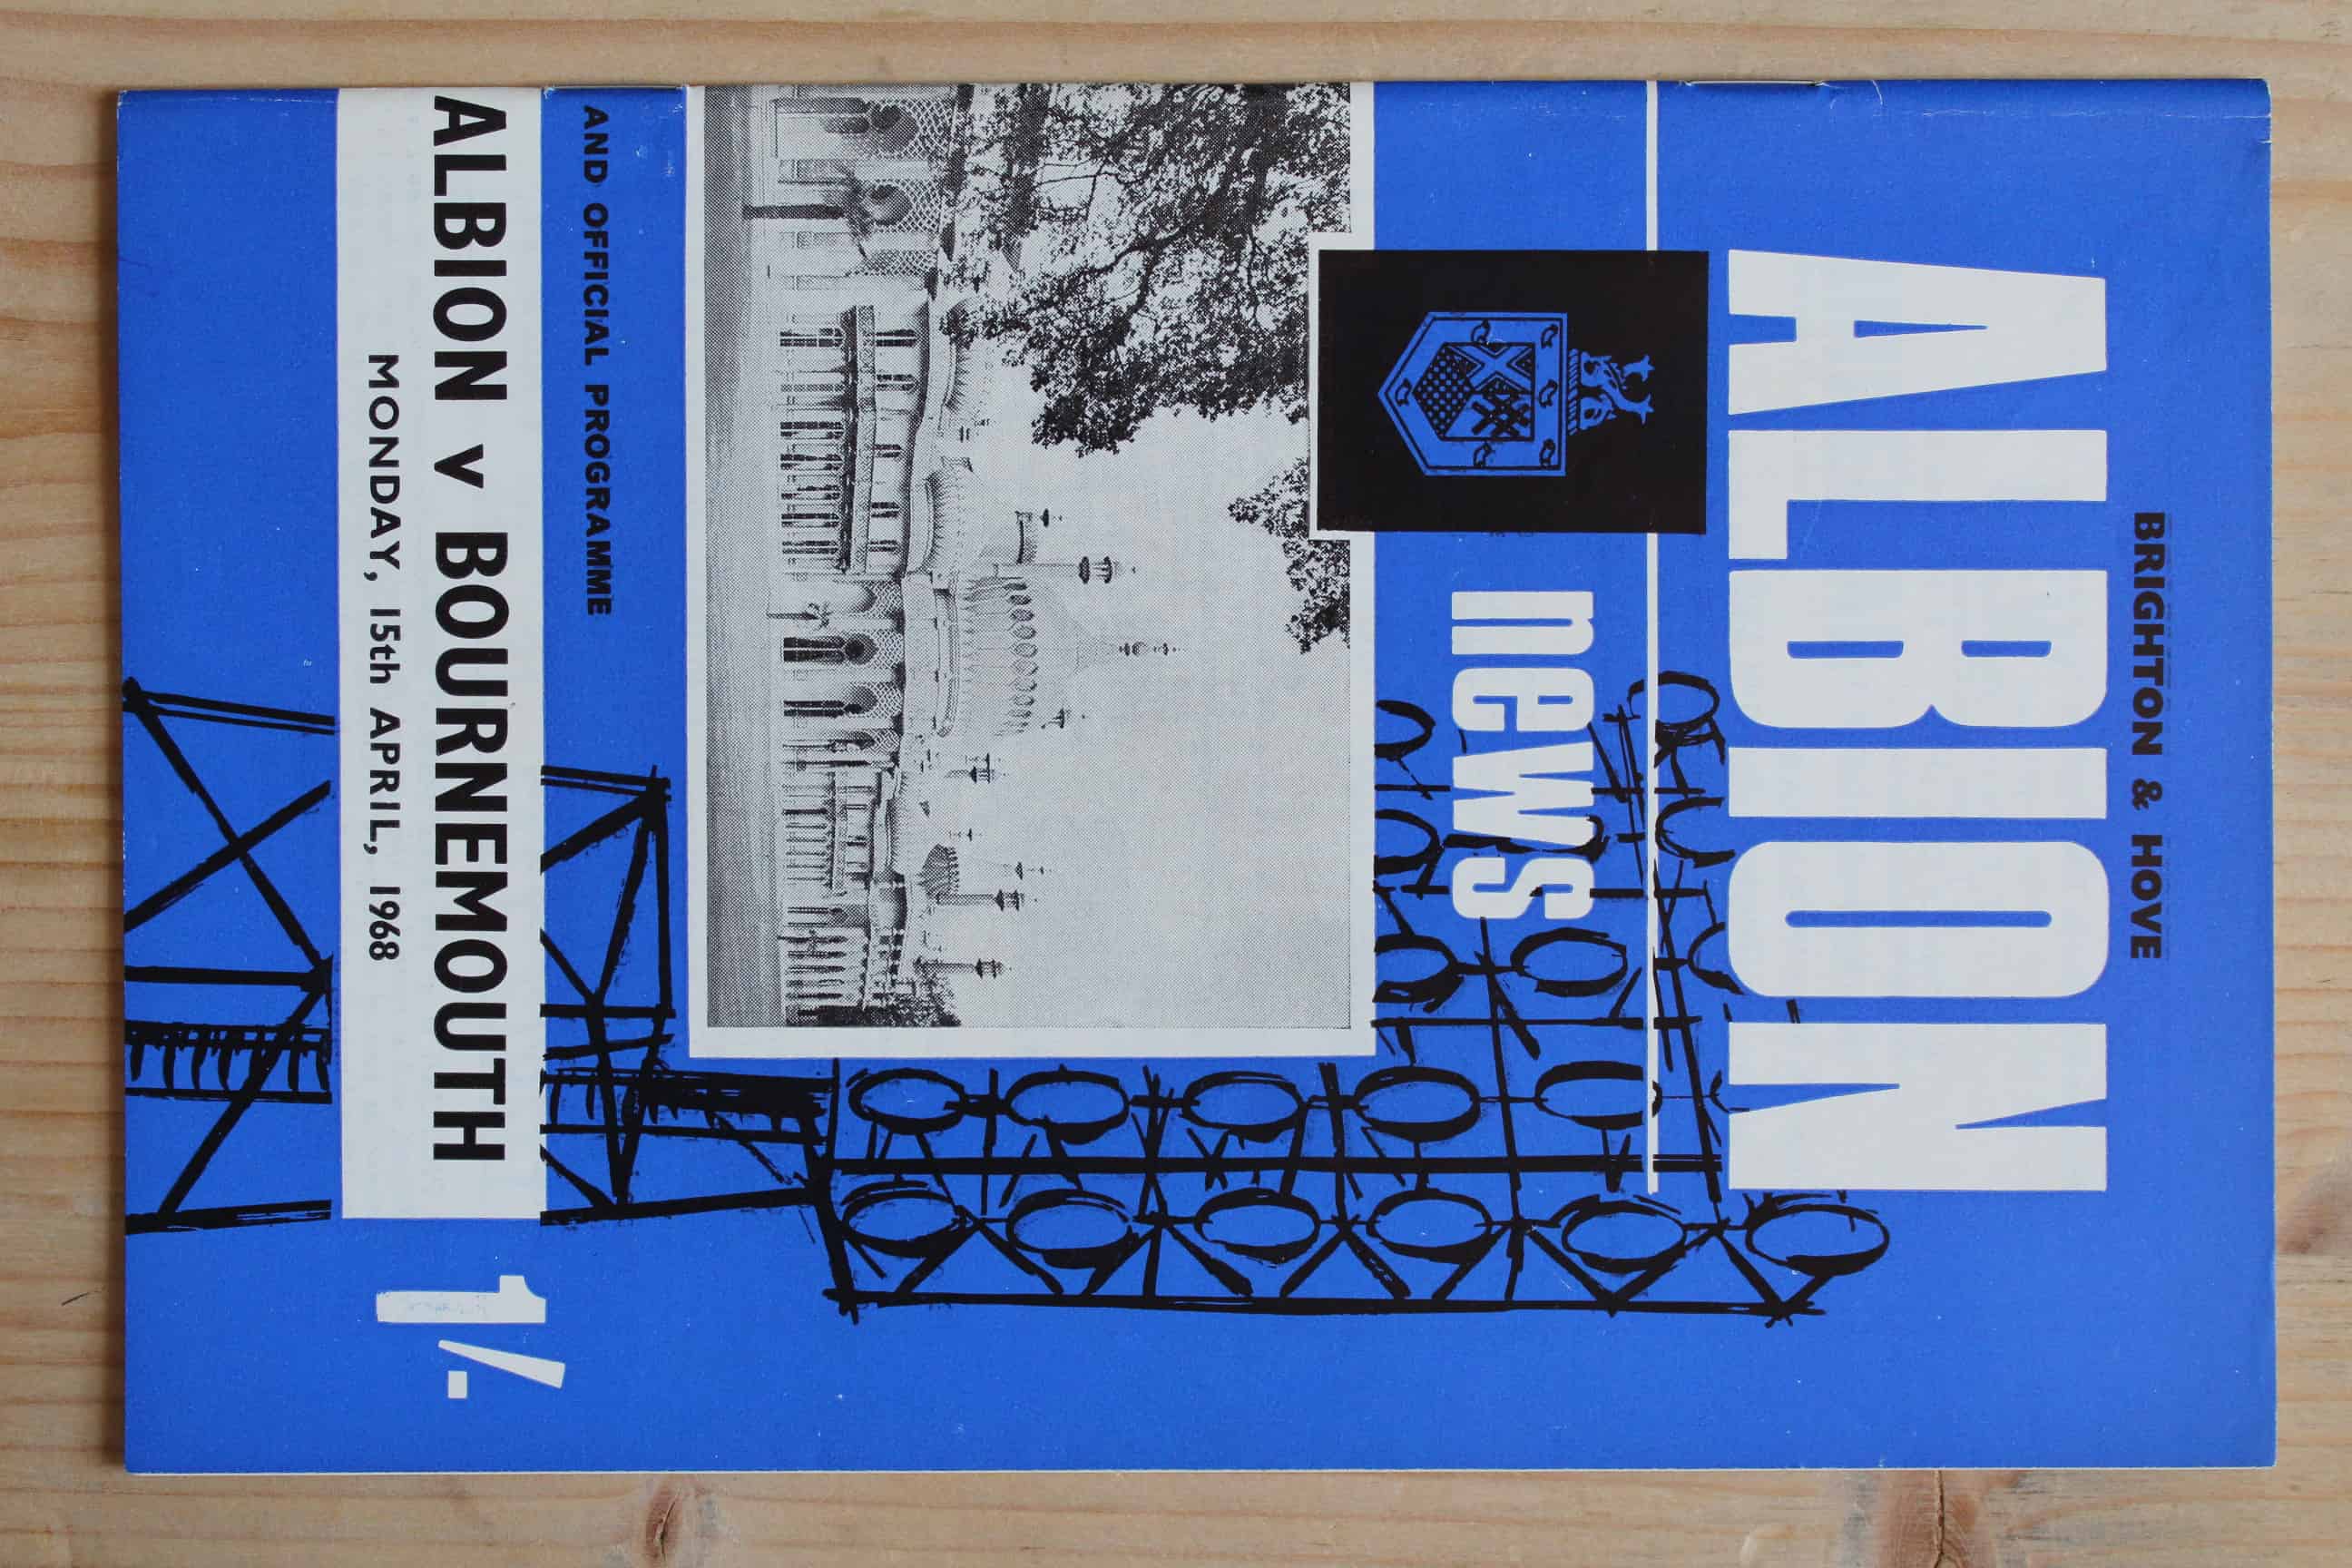 BRIGHTON & HOVE
ALBION
news
AND OFFICIAL PROGRAMME
ALBION v BOURNEMOUTH
MONDAY, 15th APRIL, 1968
1/-